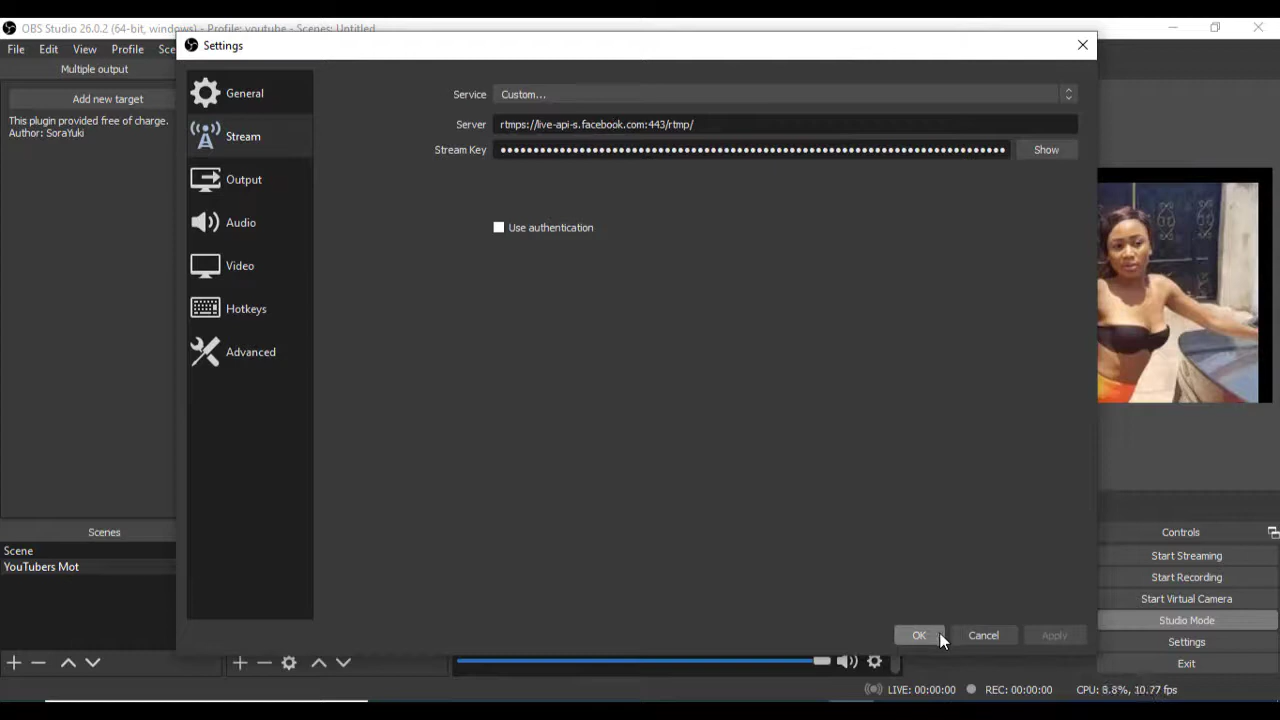 OBS Studio 26.0.2 (64-bit, windows) - Profile: youtube - Scenes: Untitled
File Edit View Profile Sce
Multiple output
Add new target
This plugin provided free of charge.
Author: SoraYuki
Settings
General
Stream
Output
Audio
Video
Hotkeys
Advanced
Service Custom...
Server rtmps://live-api-s.facebook.com:443/rtmp/
Stream Key ●●●●●●●●●●●●●●●●●●●●●●●●●●●●●●●●●●●●●●●●●●●●●●●●●●●●●●●●●●●●●●●●●●●●●●●●●●●●● Show
Use authentication
OK Cancel Apply
Scenes
Scene
YouTubers Mot
Controls
Start Streaming
Start Recording
Start Virtual Camera
Studio Mode
Settings
Exit
LIVE: 00:00:00 REC: 00:00:00 CPU: 8.8%, 10.77 fps